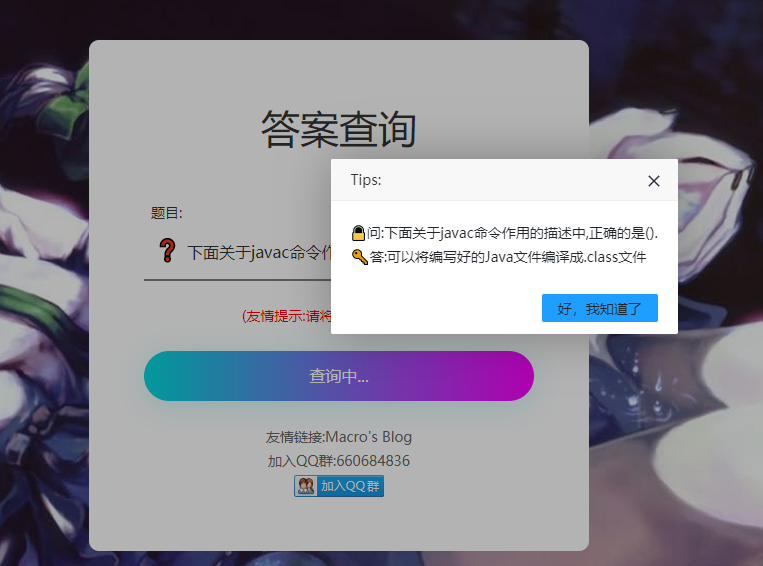 答案查询
Tips:
题目:
问:下面关于javac命令作用的描述中,正确的是().
答:可以将编写好的Java文件编译成.class文件
下面关于javac命令作
好，我知道了
(友情提示:请将
查询中...
友情链接:Macro's Blog
加入QQ群:660684836
加入QQ群